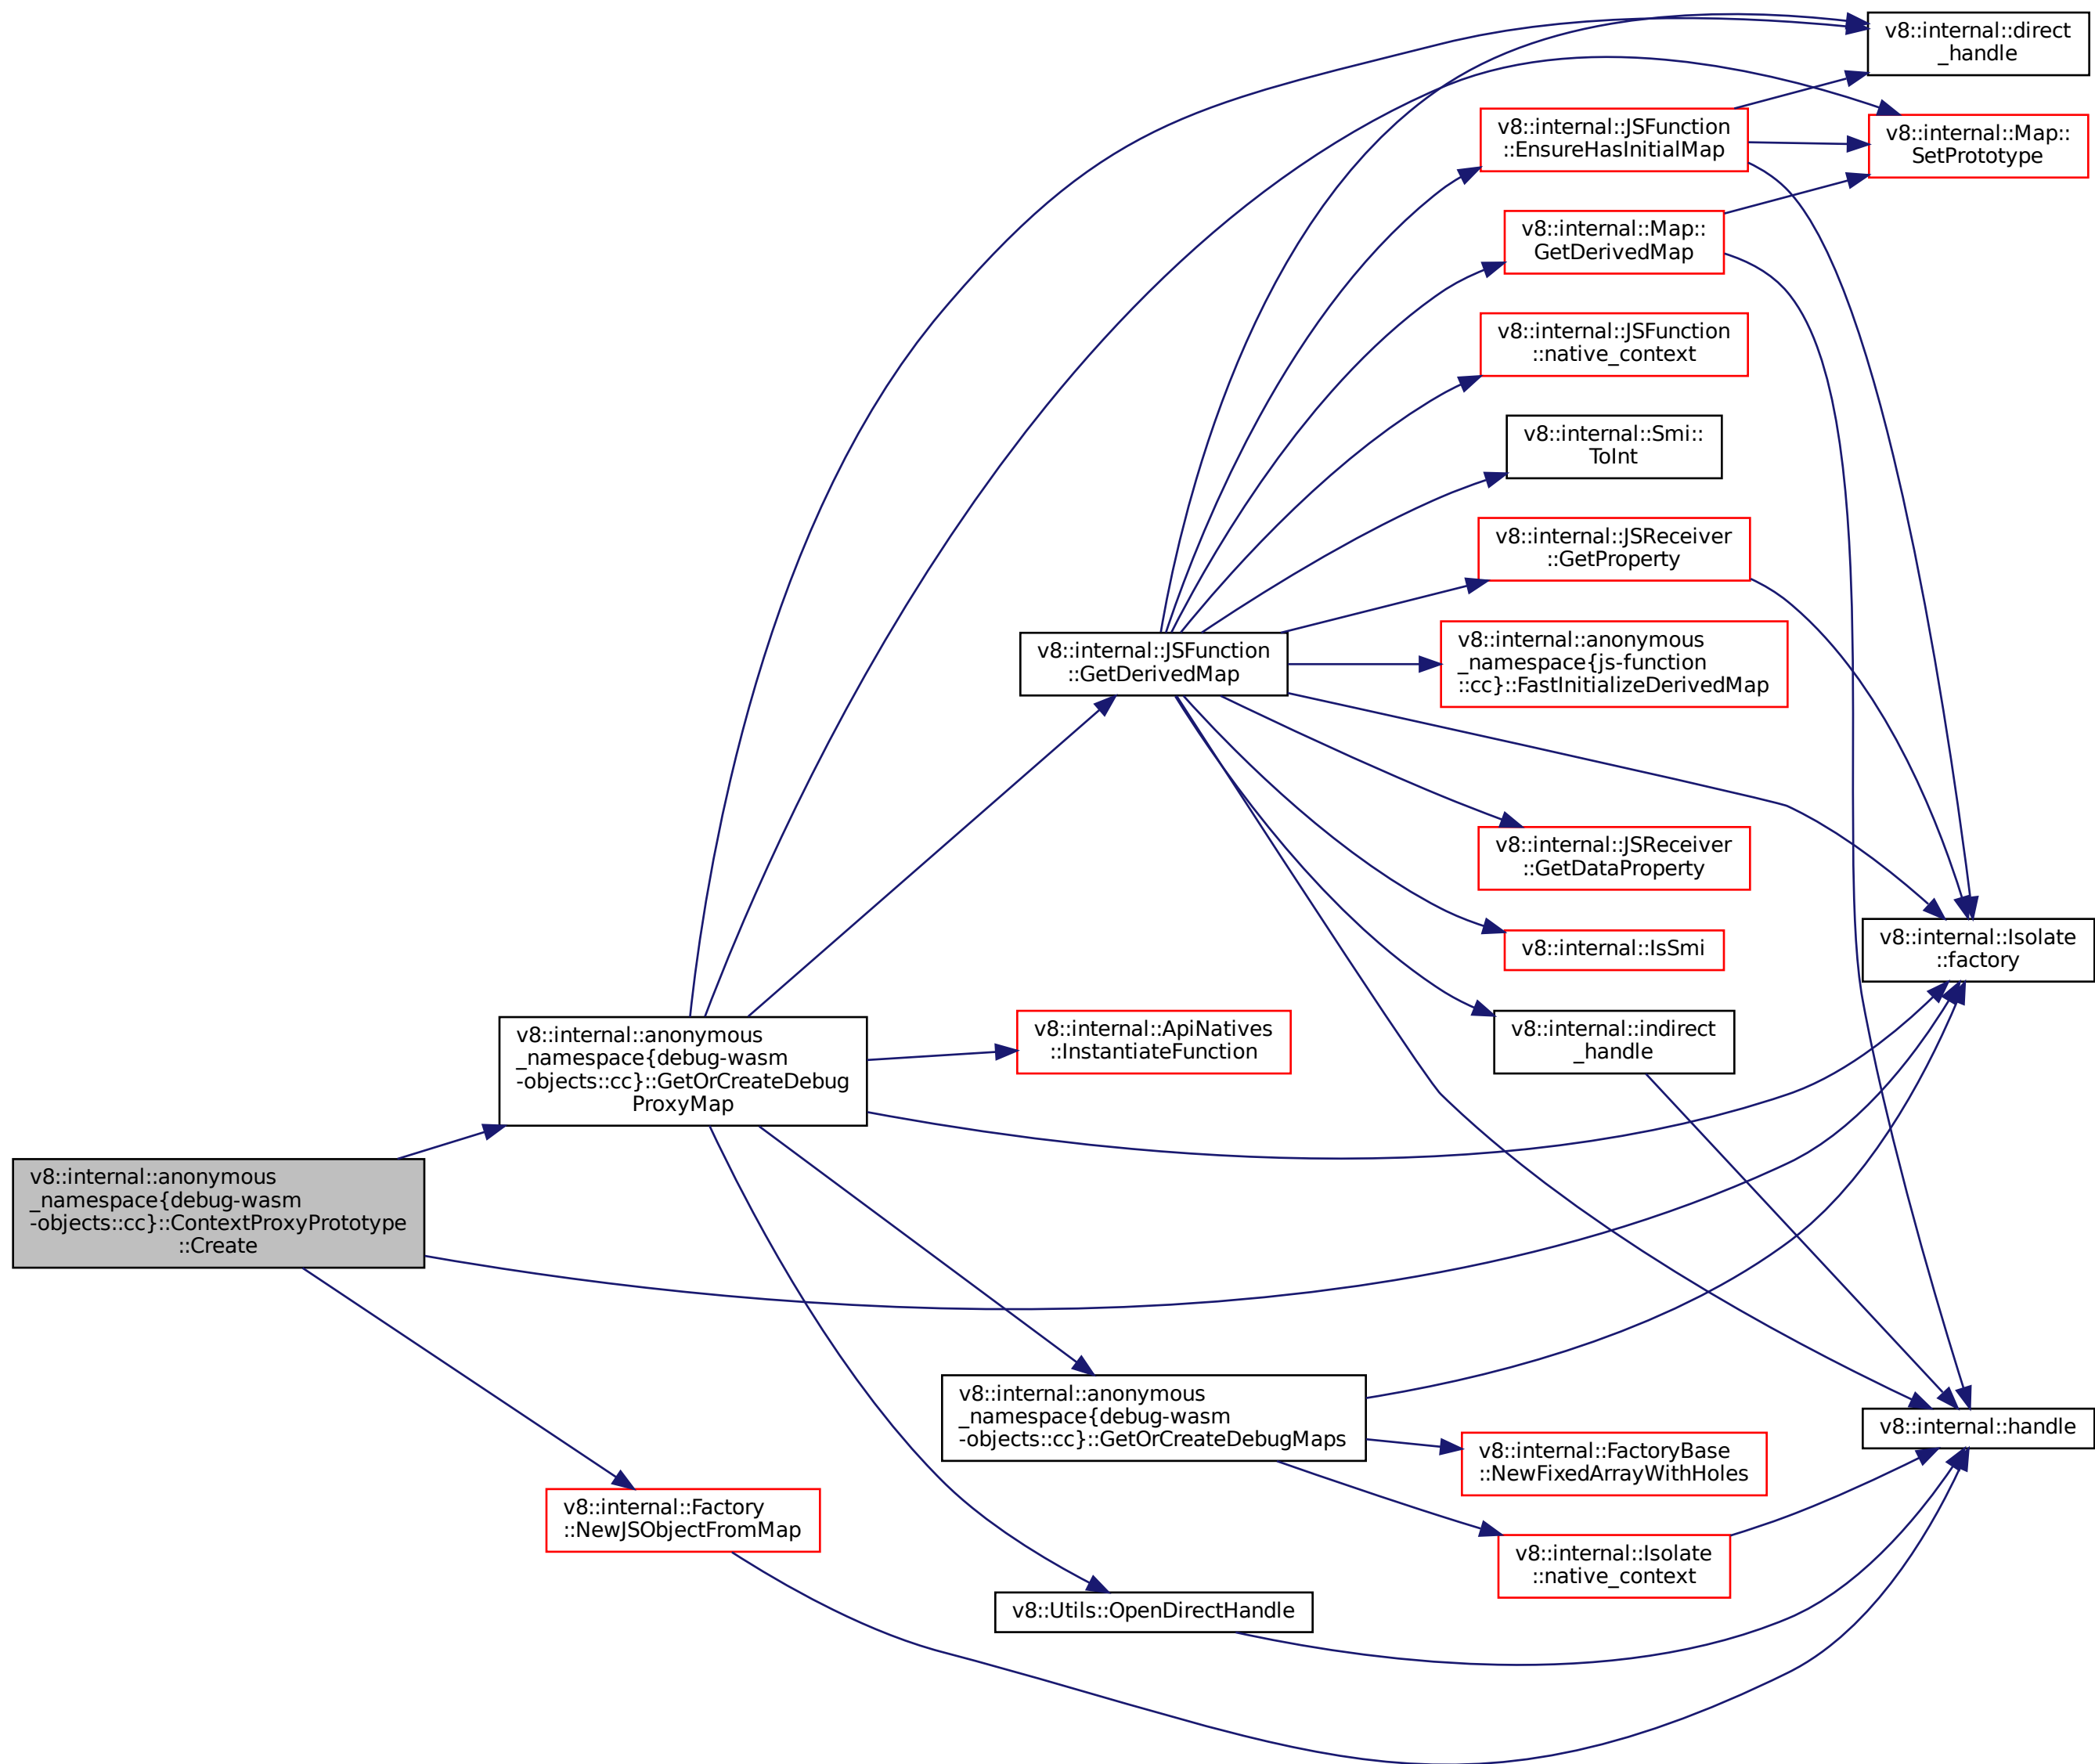 v8::internal::direct
_handle
v8::internal::JSFunction
::EnsureHasInitialMap
v8::internal::Map::
SetPrototype
v8::internal::Map::
GetDerivedMap
v8::internal::JSFunction
::native_context
v8::internal::Smi::
ToInt
v8::internal::JSReceiver
::GetProperty
v8::internal::JSFunction
::GetDerivedMap
v8::internal::anonymous
_namespace{js-function
::cc}::FastInitializeDerivedMap
v8::internal::JSReceiver
::GetDataProperty
v8::internal::IsSmi
v8::internal::Isolate
::factory
v8::internal::indirect
_handle
v8::internal::anonymous
_namespace{debug-wasm
-objects::cc}::GetOrCreateDebug
ProxyMap
v8::internal::ApiNatives
::InstantiateFunction
v8::internal::anonymous
_namespace{debug-wasm
-objects::cc}::ContextProxyPrototype
::Create
v8::internal::anonymous
_namespace{debug-wasm
-objects::cc}::GetOrCreateDebugMaps
v8::internal::handle
v8::internal::FactoryBase
::NewFixedArrayWithHoles
v8::internal::Factory
::NewJSObjectFromMap
v8::internal::Isolate
::native_context
v8::Utils::OpenDirectHandle